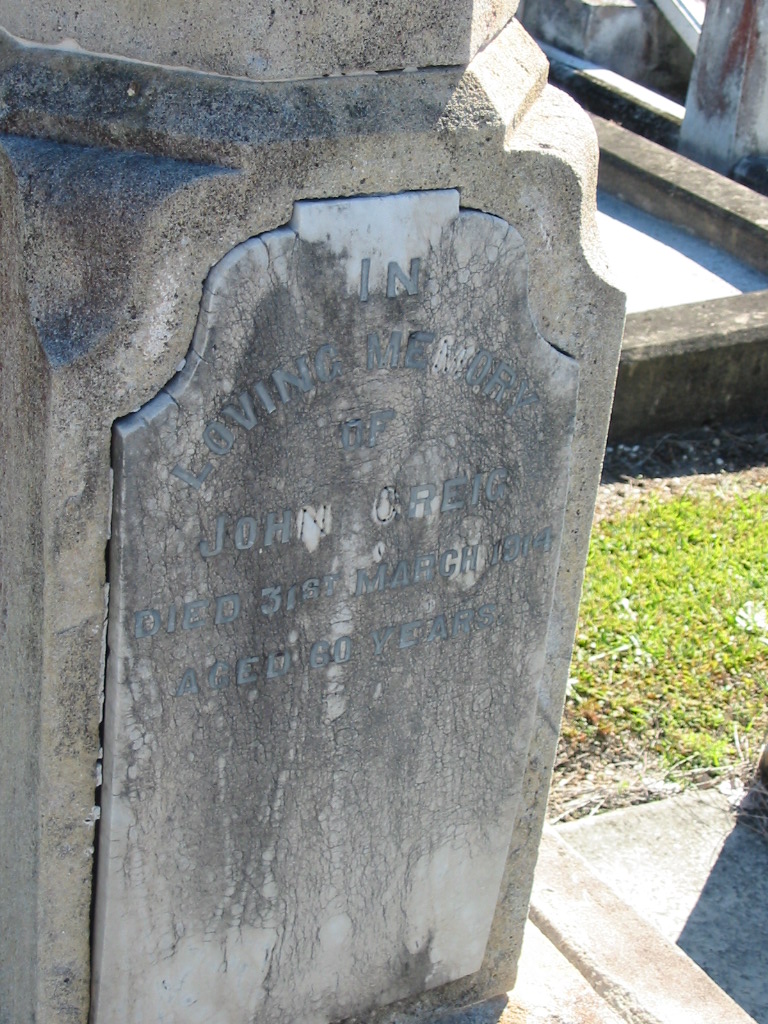 IN
LOVING MEMORY
OF
JOHN GREIG
DIED 31ST MARCH 1914
AGED 60 YEARS.